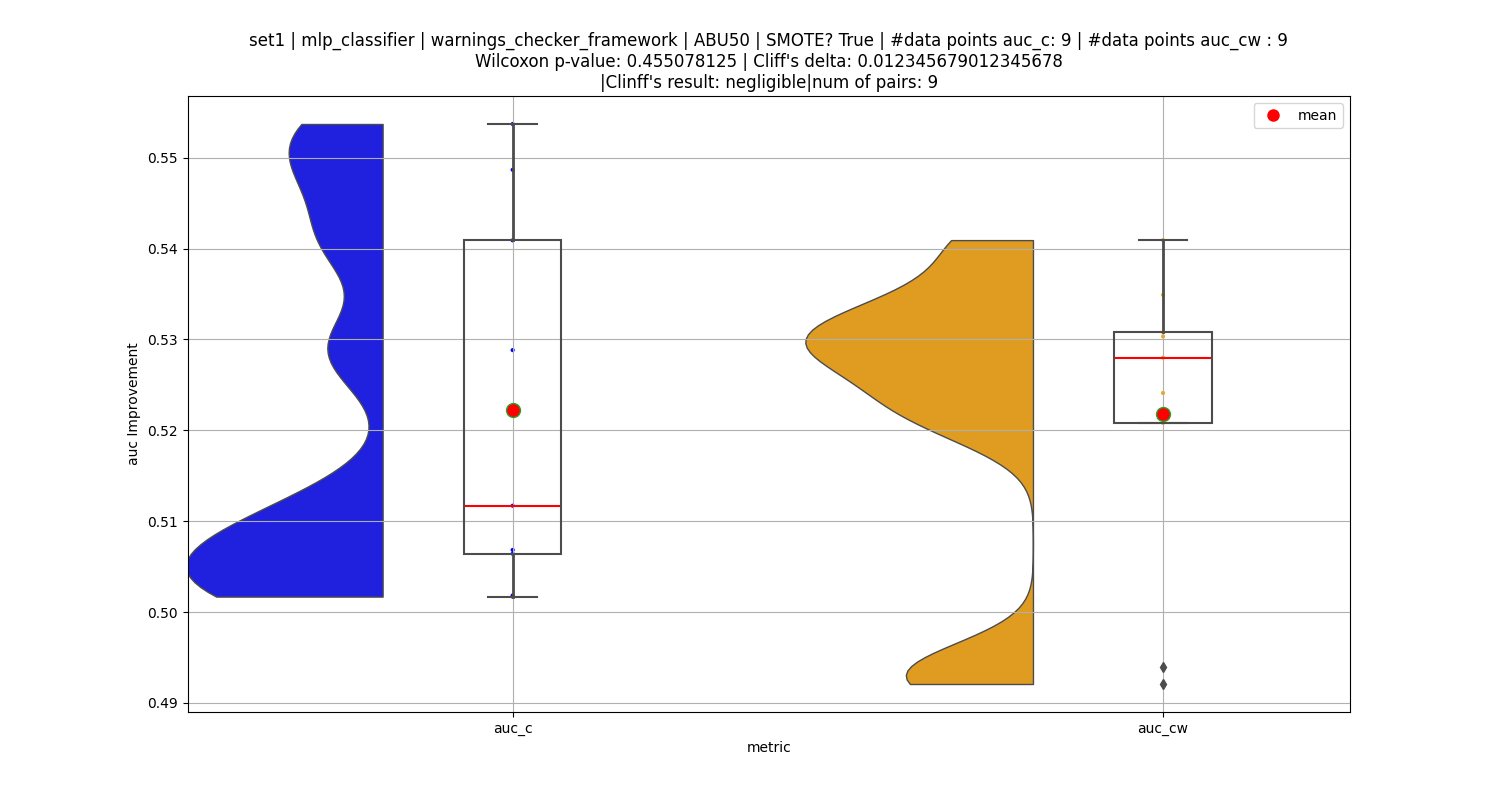 set1 | mlp_classifier | warnings_checker_framework | ABU50 | SMOTE? True | #data points auc_c: 9 | #data points auc_cw : 9
Wilcoxon p-value: 0.455078125 | Cliff's delta: 0.012345679012345678
|Clinff's result: negligible|num of pairs: 9
mean
0.55
0.54
0.53
0.52
0.51
0.50
0.49
auc Improvement
auc_c
auc_cw
metric